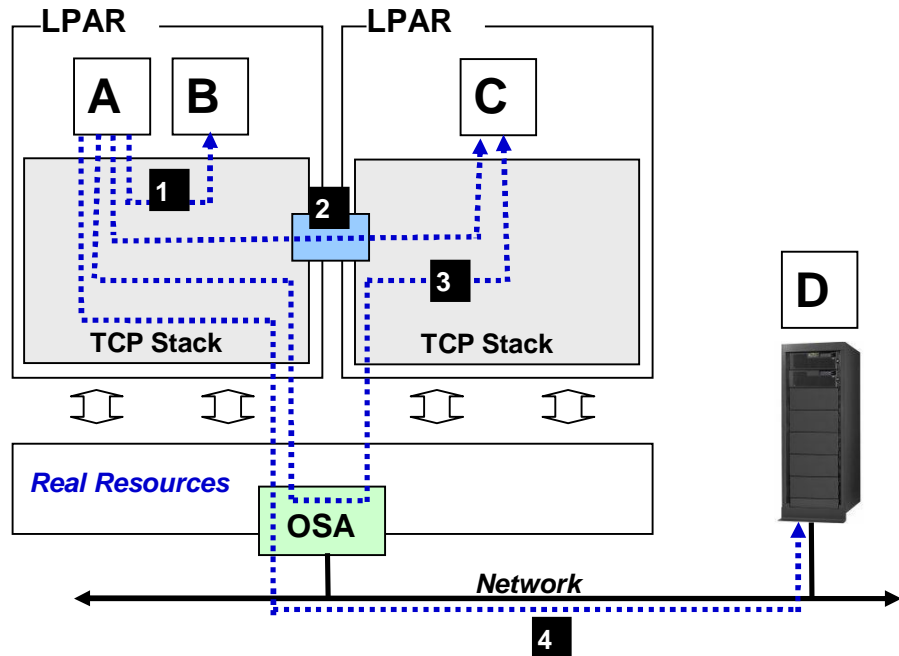 LPAR
LPAR
A
B
C
1
2
3
D
TCP Stack
TCP Stack
Real Resources
OSA
Network
4